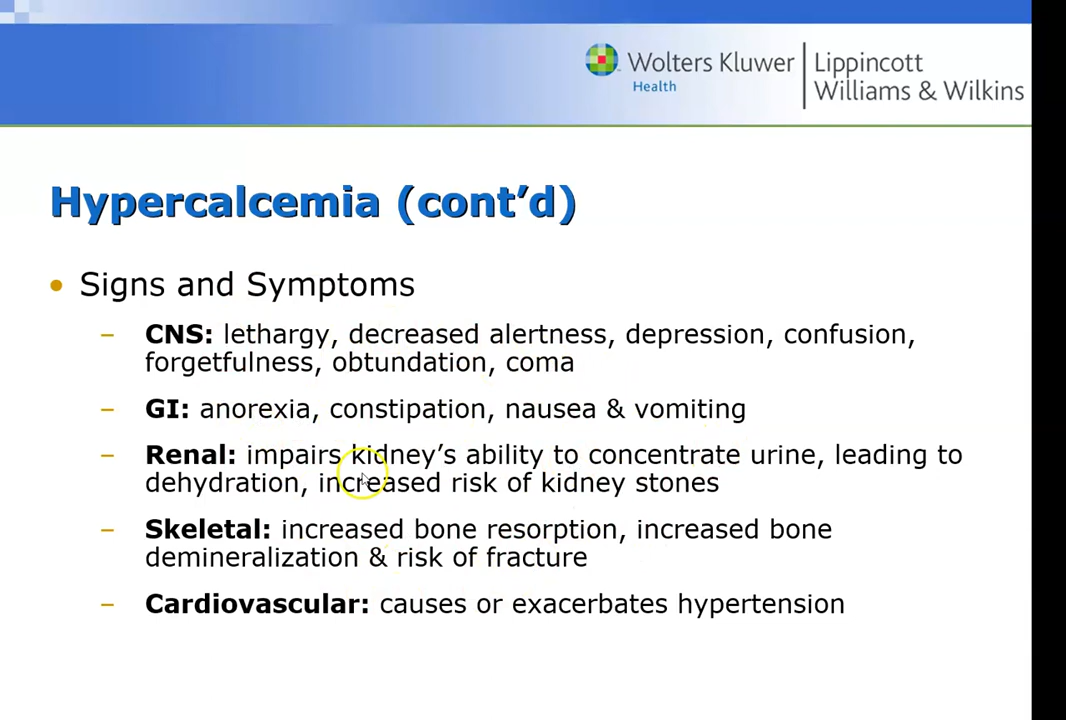 Wolters Kluwer
Health
Lippincott
Williams & Wilkins
Hypercalcemia (cont’d)
• Signs and Symptoms
– CNS: lethargy, decreased alertness, depression, confusion,
forgetfulness, obtundation, coma
– GI: anorexia, constipation, nausea & vomiting
– Renal: impairs kidney’s ability to concentrate urine, leading to
dehydration, increased risk of kidney stones
– Skeletal: increased bone resorption, increased bone
demineralization & risk of fracture
– Cardiovascular: causes or exacerbates hypertension